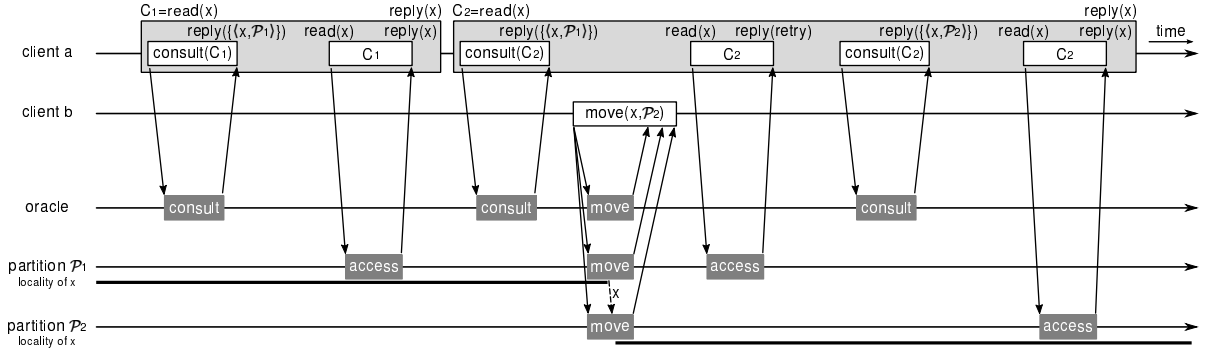 C1=read(x) reply(x) C2=read(x) reply(x)
reply({⟨x,𝒫1⟩}) read(x) reply(x) reply({⟨x,𝒫1⟩}) read(x) reply(retry) reply({⟨x,𝒫2⟩}) read(x) reply(x) time
client a consult(C1) C1 consult(C2) C2 consult(C2) C2
client b move(x,𝒫2)
oracle consult consult move consult
partition 𝒫1 access move access
locality of x
x
partition 𝒫2 move access
locality of x